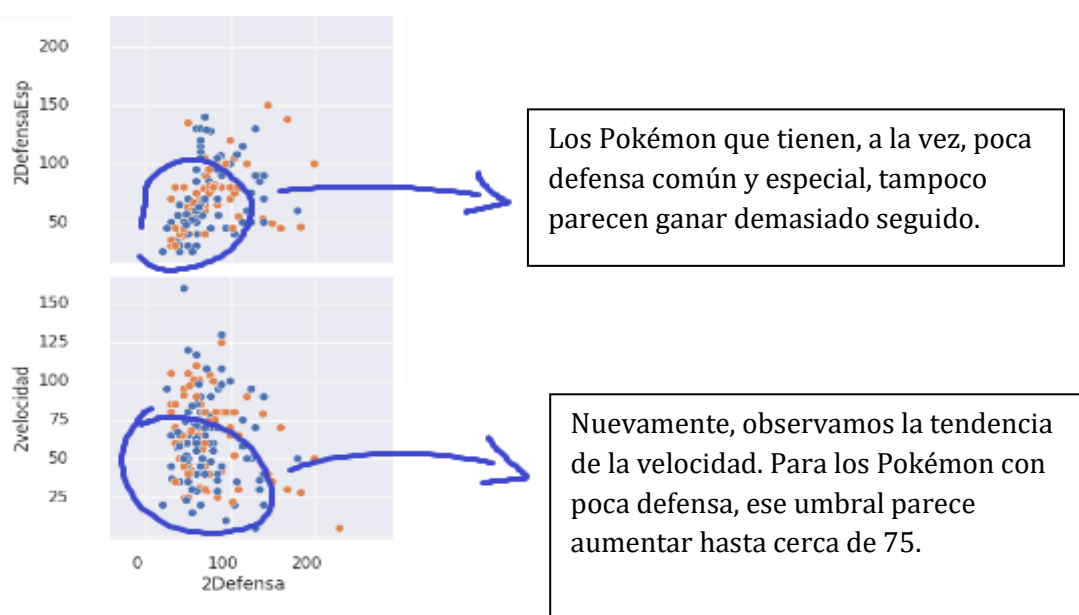 200
150
100
50
2DefensaEsp
Los Pokémon que tienen, a la vez, poca
defensa común y especial, tampoco
parecen ganar demasiado seguido.
150
125
100
75
50
25
2velocidad
0 100 200
2Defensa
Nuevamente, observamos la tendencia
de la velocidad. Para los Pokémon con
poca defensa, ese umbral parece
aumentar hasta cerca de 75.